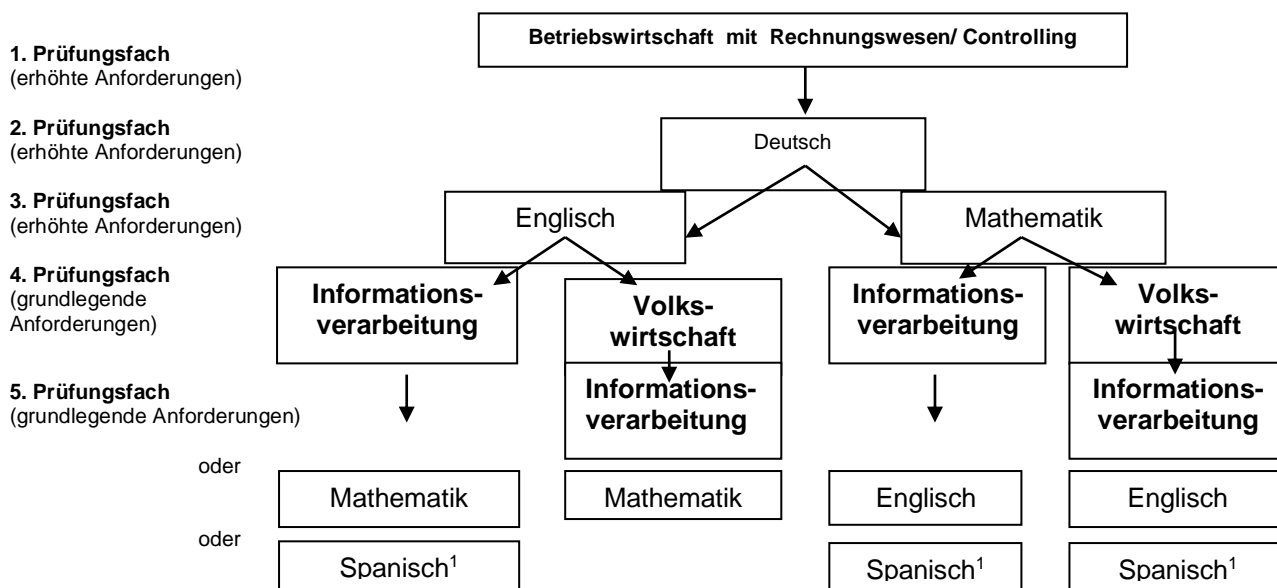 Betriebswirtschaft mit Rechnungswesen/ Controlling
1. Prüfungsfach
(erhöhte Anforderungen)
2. Prüfungsfach
(erhöhte Anforderungen)
Deutsch
3. Prüfungsfach
(erhöhte Anforderungen)
Englisch
Mathematik
4. Prüfungsfach
(grundlegende
Anforderungen)
Informations-
verarbeitung
Volks-
wirtschaft
Informations-
verarbeitung
Volks-
wirtschaft
5. Prüfungsfach
(grundlegende Anforderungen)
Informations-
verarbeitung
Informations-
verarbeitung
oder
Mathematik
Mathematik
Englisch
Englisch
oder
Spanisch¹
Spanisch¹
Spanisch¹